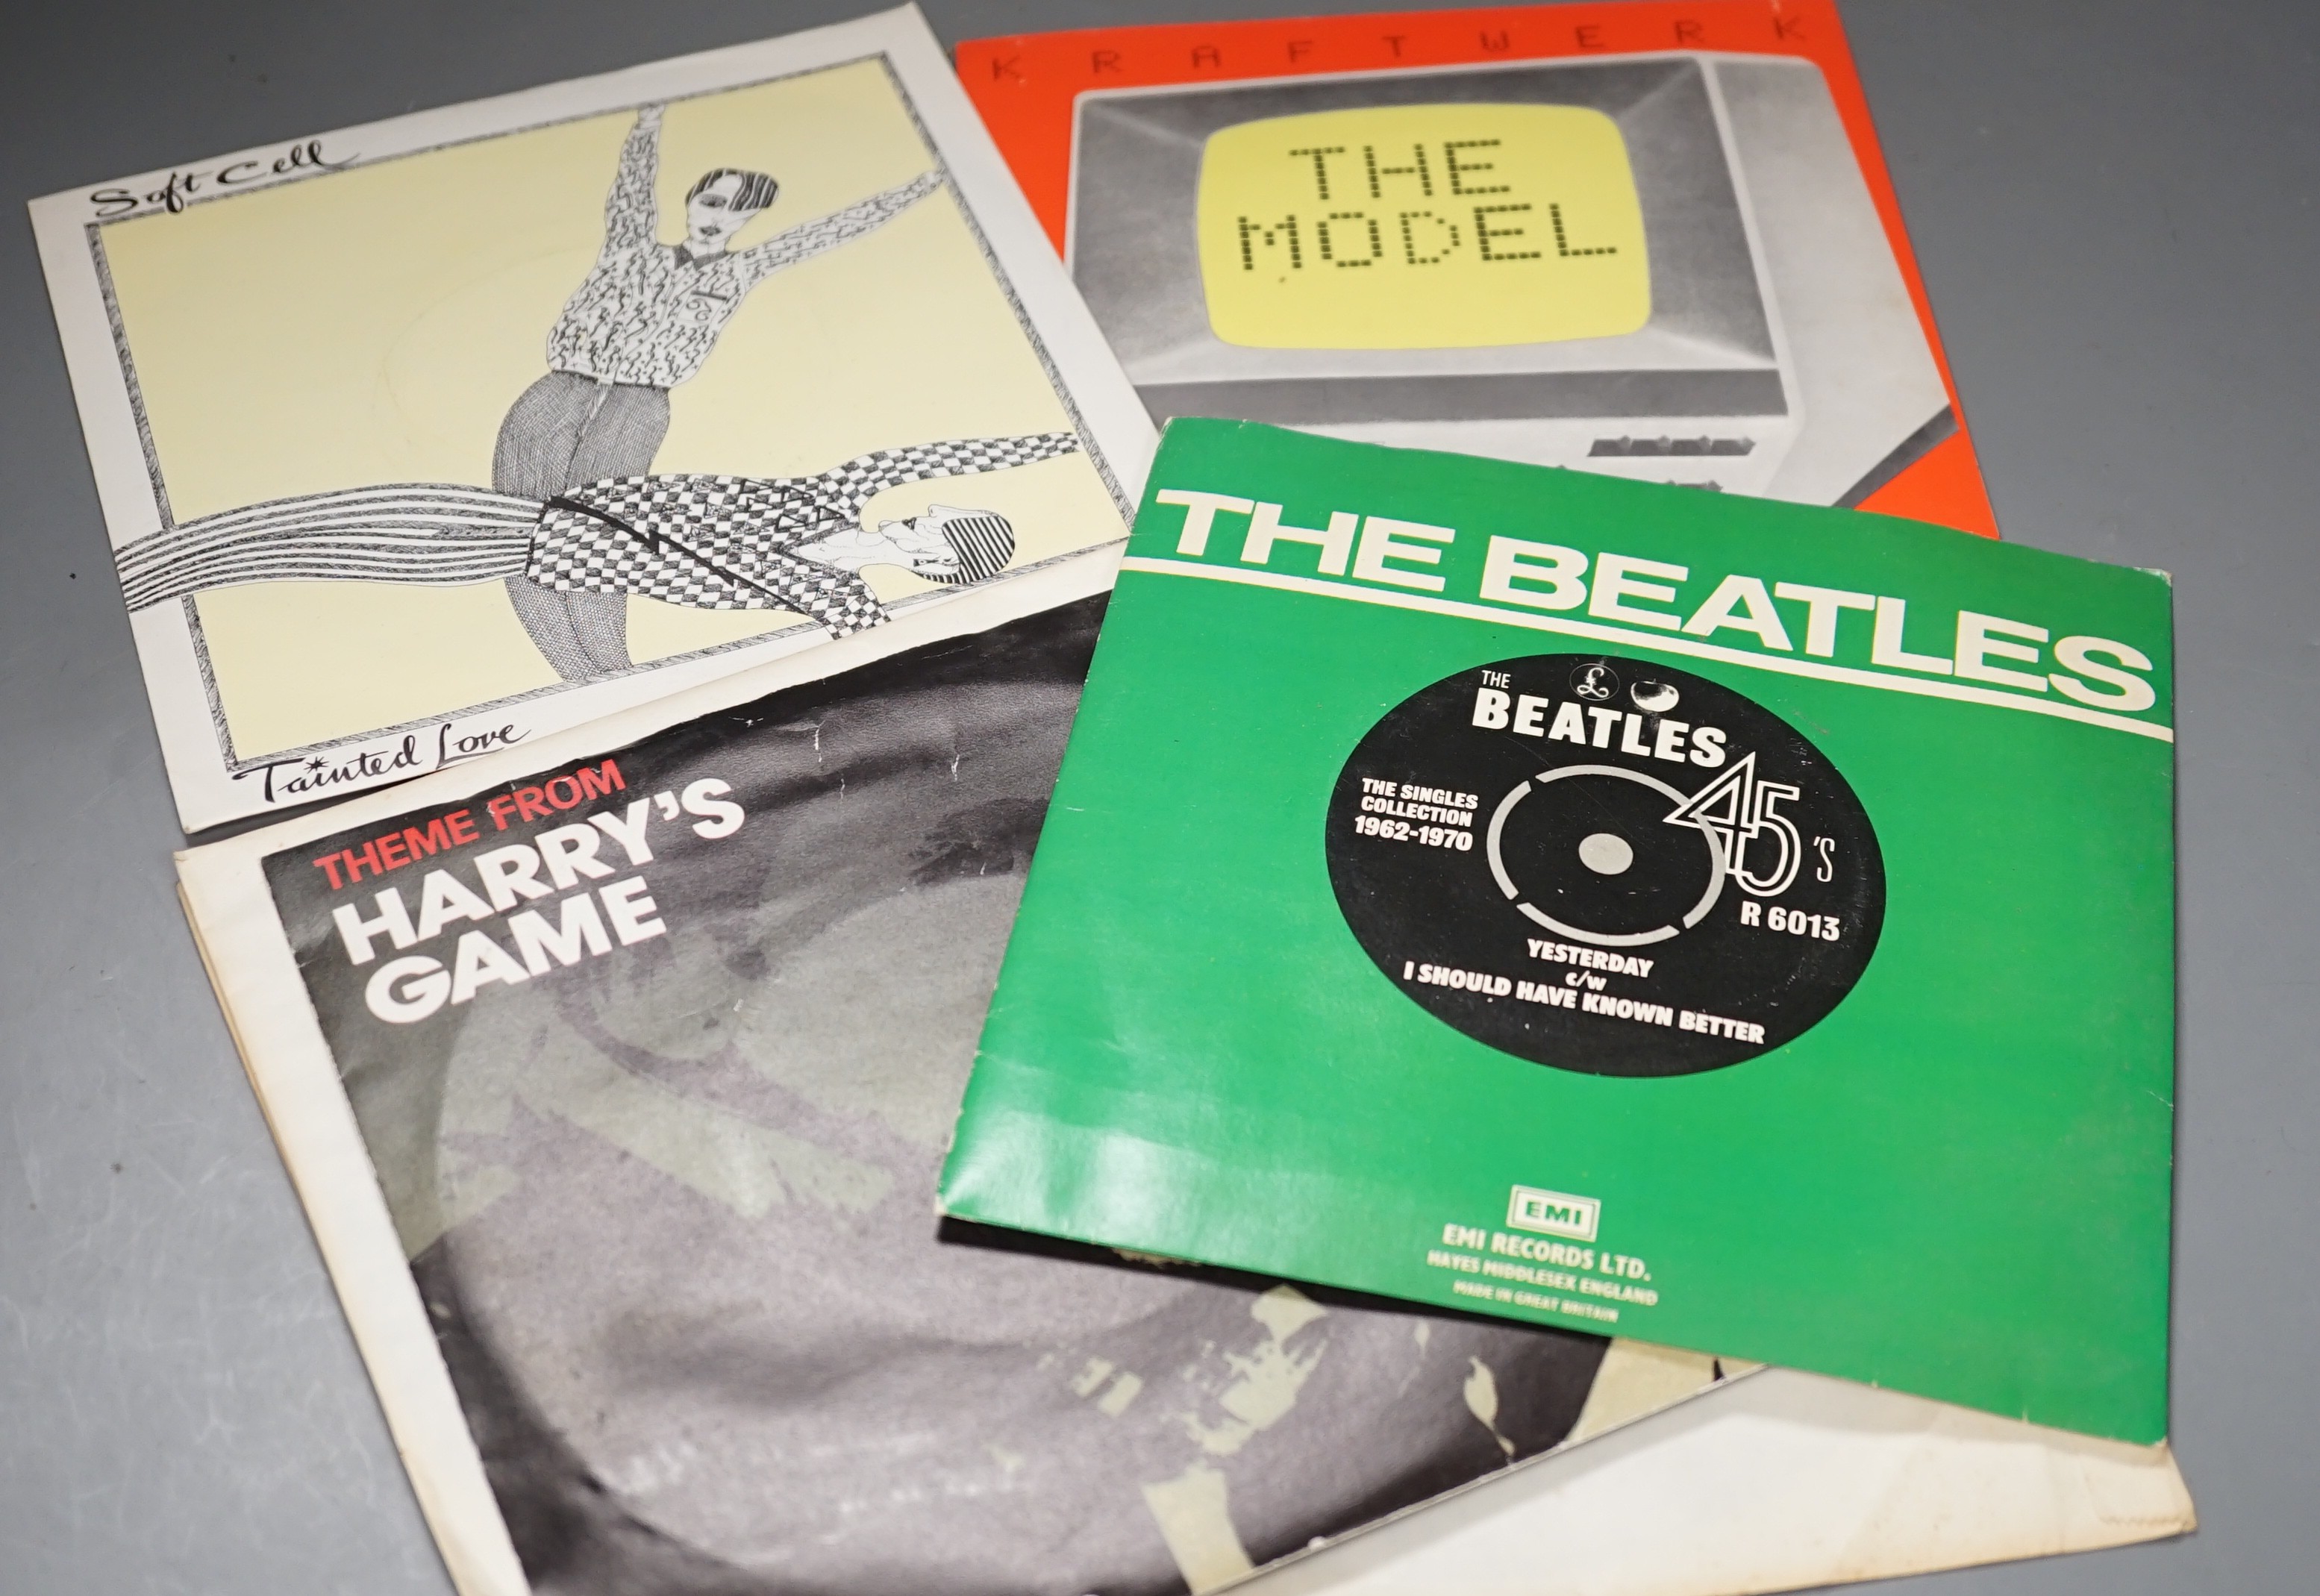 Soft Cell
Tainted Love
KRAFTWERK
THE
MODEL
THEME FROM
HARRY'S
GAME
THE BEATLES
THE
BEATLES
THE SINGLES
COLLECTION
1962-1970
45's
R 6013
YESTERDAY
c/w
I SHOULD HAVE KNOWN BETTER
EMI
EMI RECORDS LTD.
HAYES MIDDLESEX ENGLAND
MADE IN GREAT BRITAIN